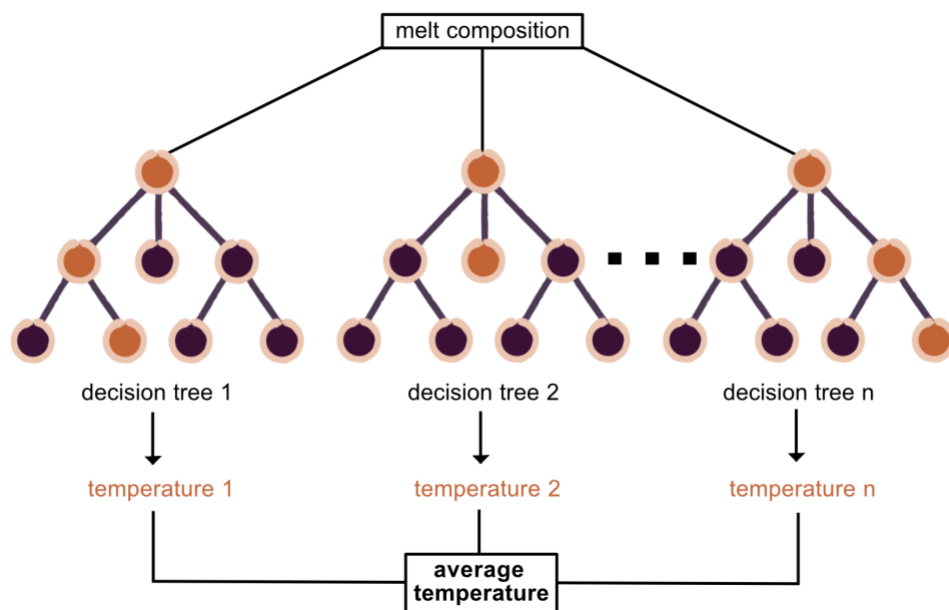 melt composition
decision tree 1
decision tree 2
decision tree n
temperature 1
temperature 2
temperature n
average
temperature